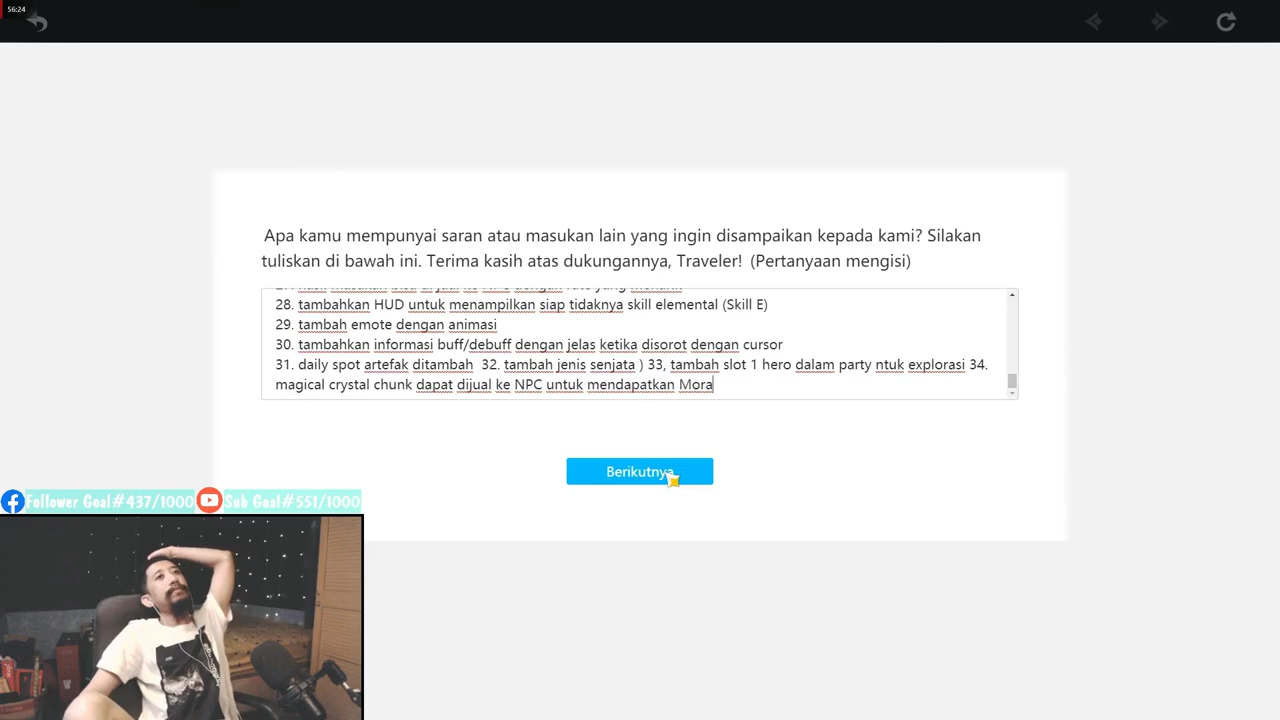 56:24
Apa kamu mempunyai saran atau masukan lain yang ingin disampaikan kepada kami? Silakan
tuliskan di bawah ini. Terima kasih atas dukungannya, Traveler! (Pertanyaan mengisi)
28. tambahkan HUD untuk menampilkan siap tidaknya skill elemental (Skill E)
29. tambah emote dengan animasi
30. tambahkan informasi buff/debuff dengan jelas ketika disorot dengan cursor
31. daily spot artefak ditambah  32. tambah jenis senjata ) 33, tambah slot 1 hero dalam party ntuk explorasi 34.
magical crystal chunk dapat dijual ke NPC untuk mendapatkan Mora
Berikutnya
Follower Goal#437/1000
Sub Goal#551/1000